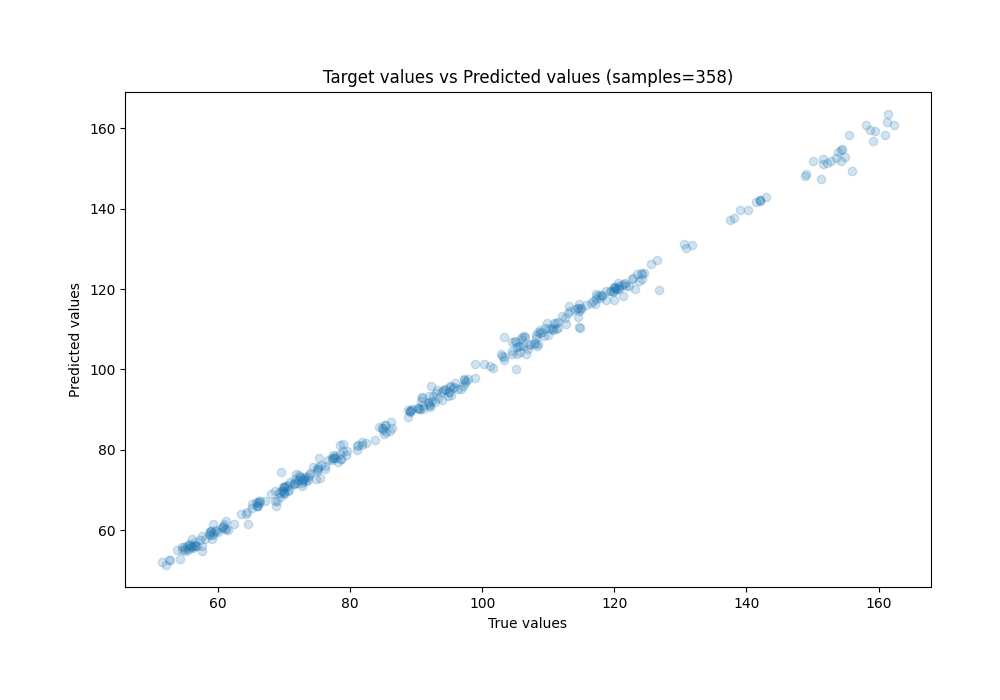 Target values vs Predicted values (samples=358)
160
140
120
100
80
60
Predicted values
60 80 100 120 140 160
True values